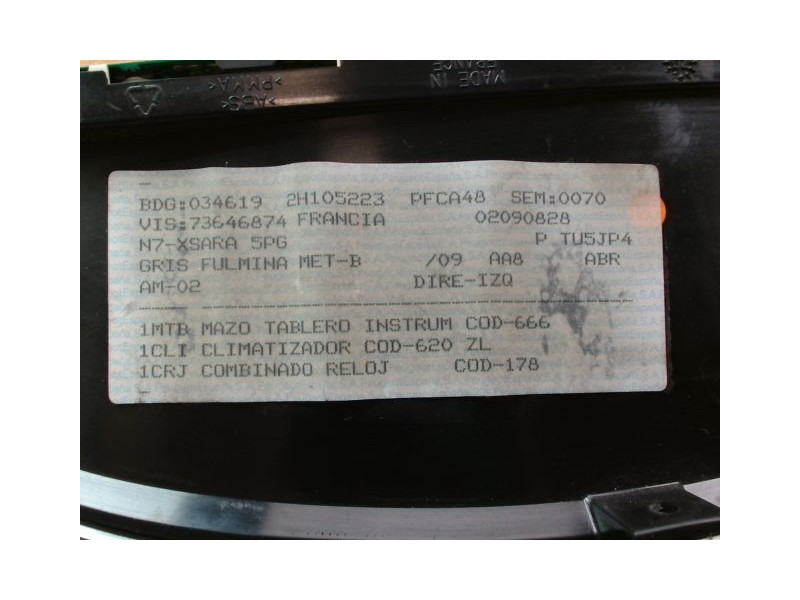 MADE IN
FRANCE
>ABS<
>PMMA<
BDG:034619 2H105223 PFCA48 SEM:0070
VIS:73646874 FRANCIA 02090828
N7-XSARA 5PG P TU5JP4
GRIS FULMINA MET-B /09 AA8 ABR
AM-02 DIRE-IZQ
1MTB MAZO TABLERO INSTRUM COD-666
1CLI CLIMATIZADOR COD-620 ZL
1CRJ COMBINADO RELOJ COD-178